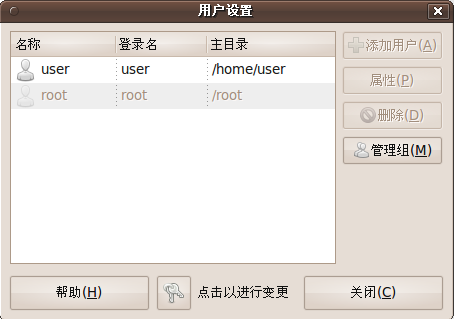 用户设置
名称 登录名 主目录
user user /home/user
root root /root
添加用户(A)
属性(P)
删除(D)
管理组(M)
帮助(H) 点击以进行变更 关闭(C)